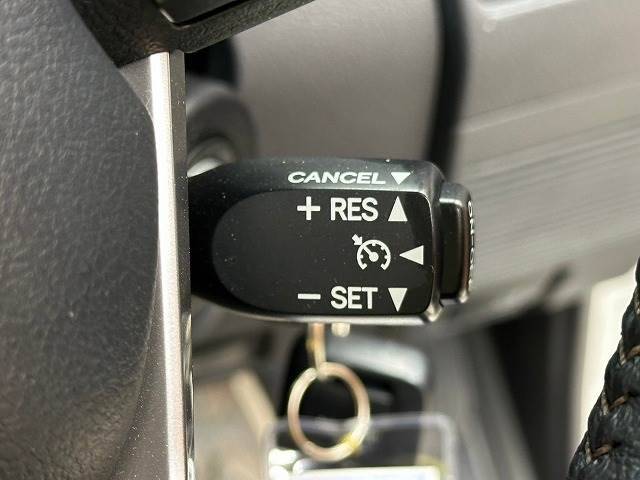 CANCEL ▼
+ RES ▲
◀
− SET ▼